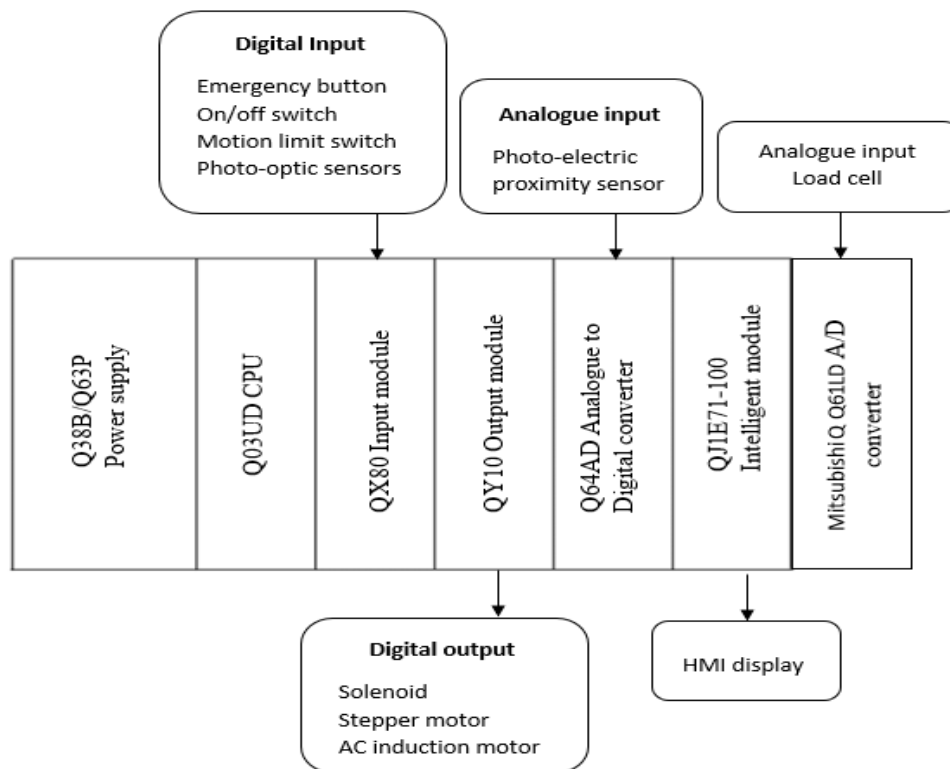 Digital Input
Emergency button
On/off switch
Motion limit switch
Photo-optic sensors
Analogue input
Photo-electric
proximity sensor
Analogue input
Load cell
Q38B/Q63P
Power supply
Q03UD CPU
QX80 Input module
QY10 Output module
Q64AD Analogue to
Digital converter
QJ1E71-100
Intelligent module
Mitsubishi Q Q61LD A/D
converter
Digital output
Solenoid
Stepper motor
AC induction motor
HMI display